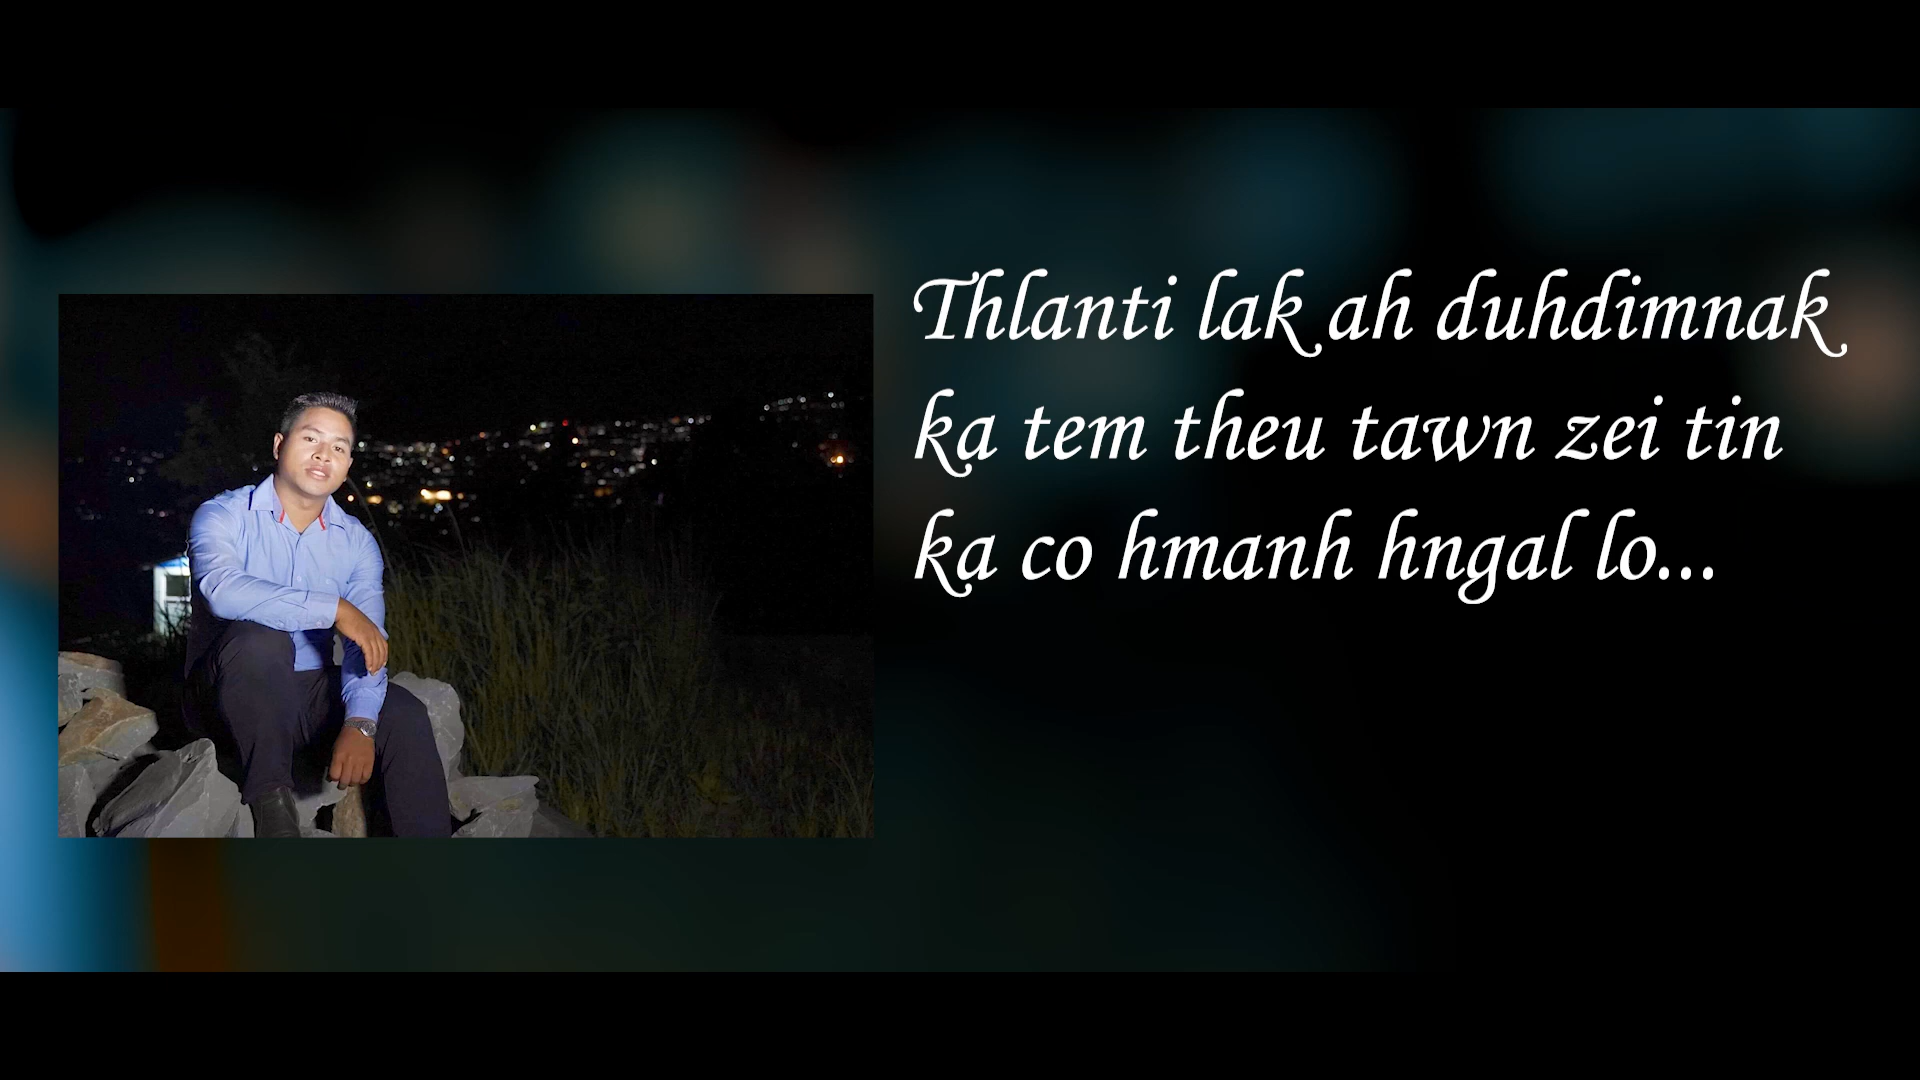 Thlanti lak ah duhdimnak
ka tem theu tawn zei tin
ka co hmanh hngal lo...